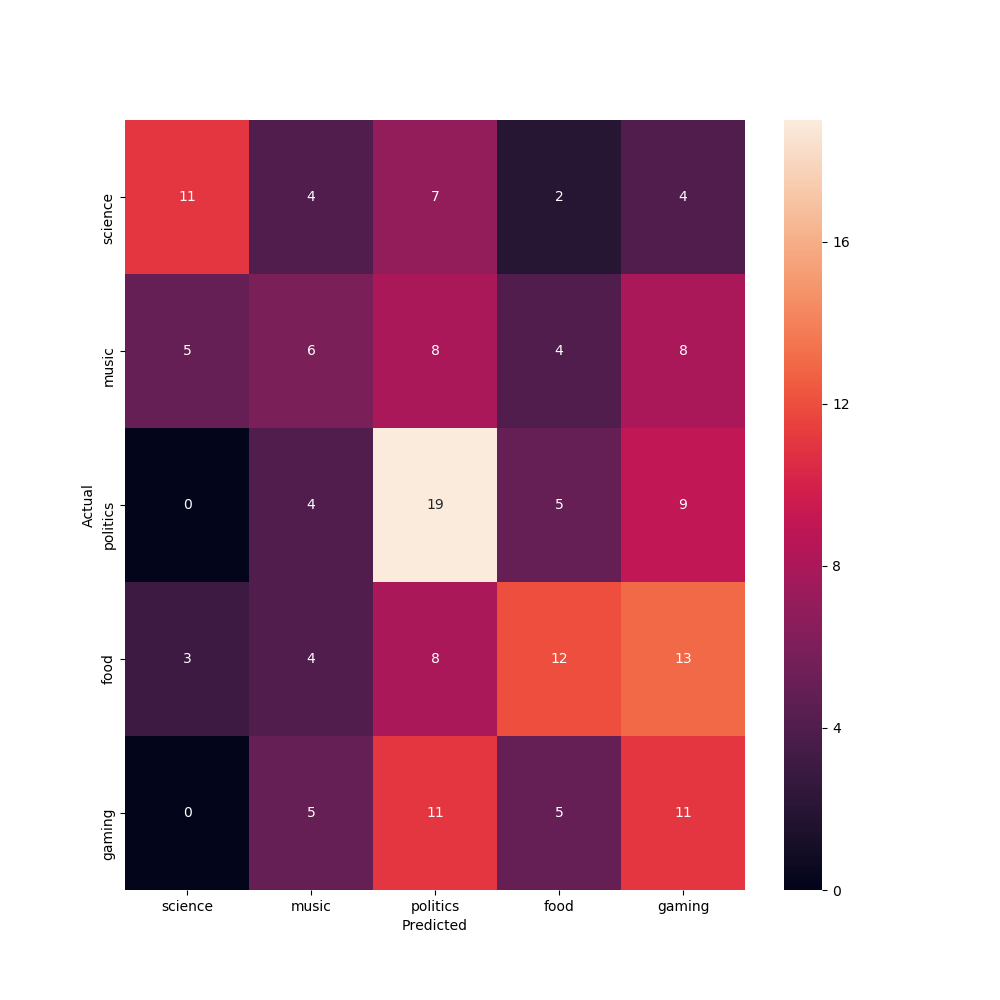 science 11 4 7 2 4
music 5 6 8 4 8
politics 0 4 19 5 9
food 3 4 8 12 13
gaming 0 5 11 5 11
Actual
science music politics food gaming
Predicted
16
12
8
4
0